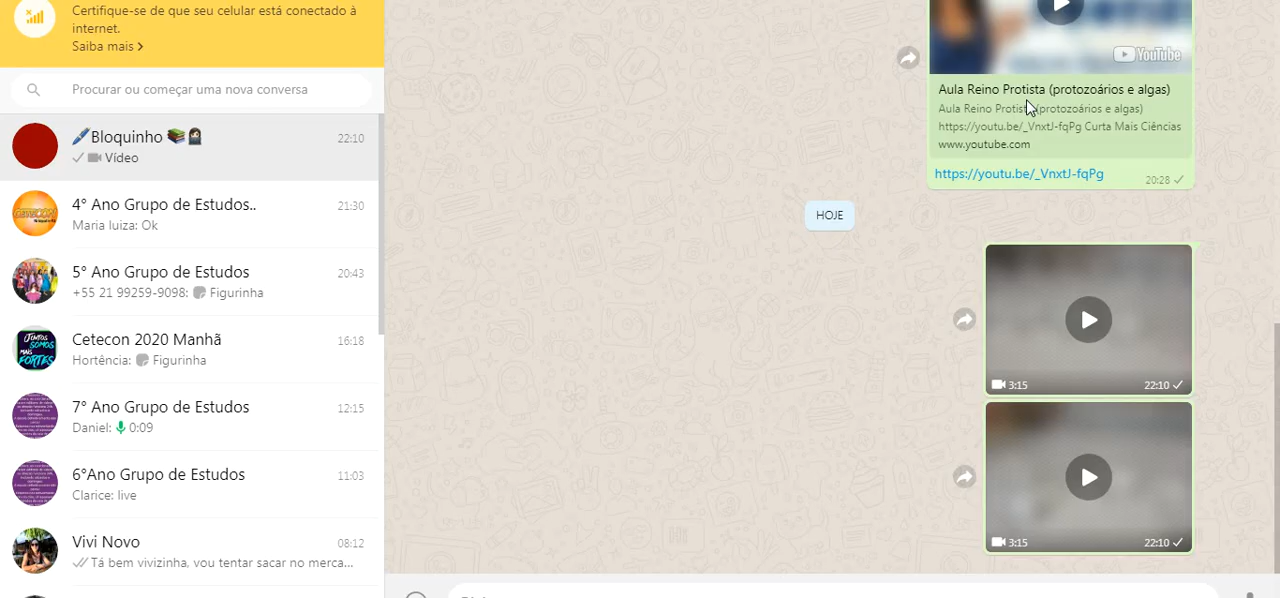 Certifique-se de que seu celular está conectado à
internet.
Saiba mais
Procurar ou começar uma nova conversa
Bloquinho
22:10
Vídeo
4° Ano Grupo de Estudos..
21:30
Maria luiza: Ok
5° Ano Grupo de Estudos
20:43
+55 21 99259-9098: Figurinha
Cetecon 2020 Manhã
16:18
Hortência: Figurinha
JUNTOS
SOMOS
MAIS
FORTES
7° Ano Grupo de Estudos
12:15
Daniel: 0:09
6°Ano Grupo de Estudos
11:03
Clarice: live
Vivi Novo
08:12
Tá bem vivizinha, vou tentar sacar no merca...
YouTube
Aula Reino Protista (protozoários e algas)
Aula Reino Protista (protozoários e algas)
https://youtu.be/_VnxtJ-fqPg Curta Mais Ciências
www.youtube.com
https://youtu.be/_VnxtJ-fqPg
20:28
HOJE
3:15
22:10
3:15
22:10